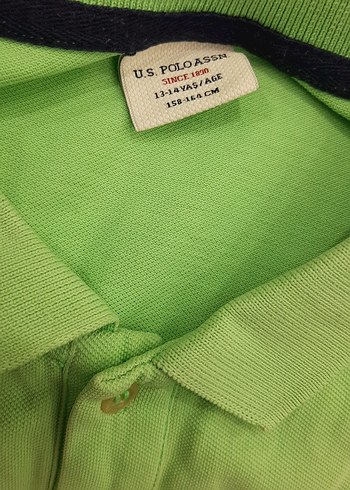 U.S. POLO ASSN.
SINCE 1890
13-14 YAŞ/AGE
158-164 CM